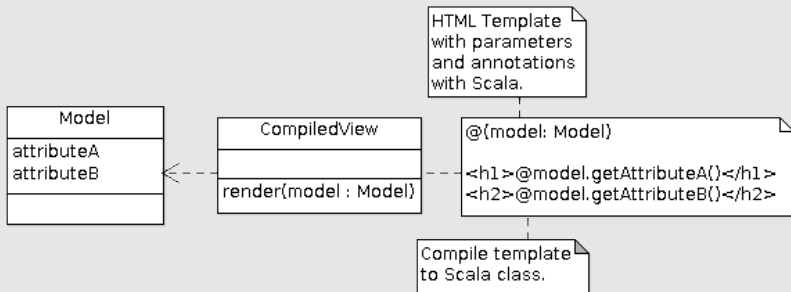 HTML Template
with parameters
and annotations
with Scala.
Model
attributeA
attributeB
CompiledView
render(model : Model)
@(model: Model)
<h1>@model.getAttributeA()</h1>
<h2>@model.getAttributeB()</h2>
Compile template
to Scala class.